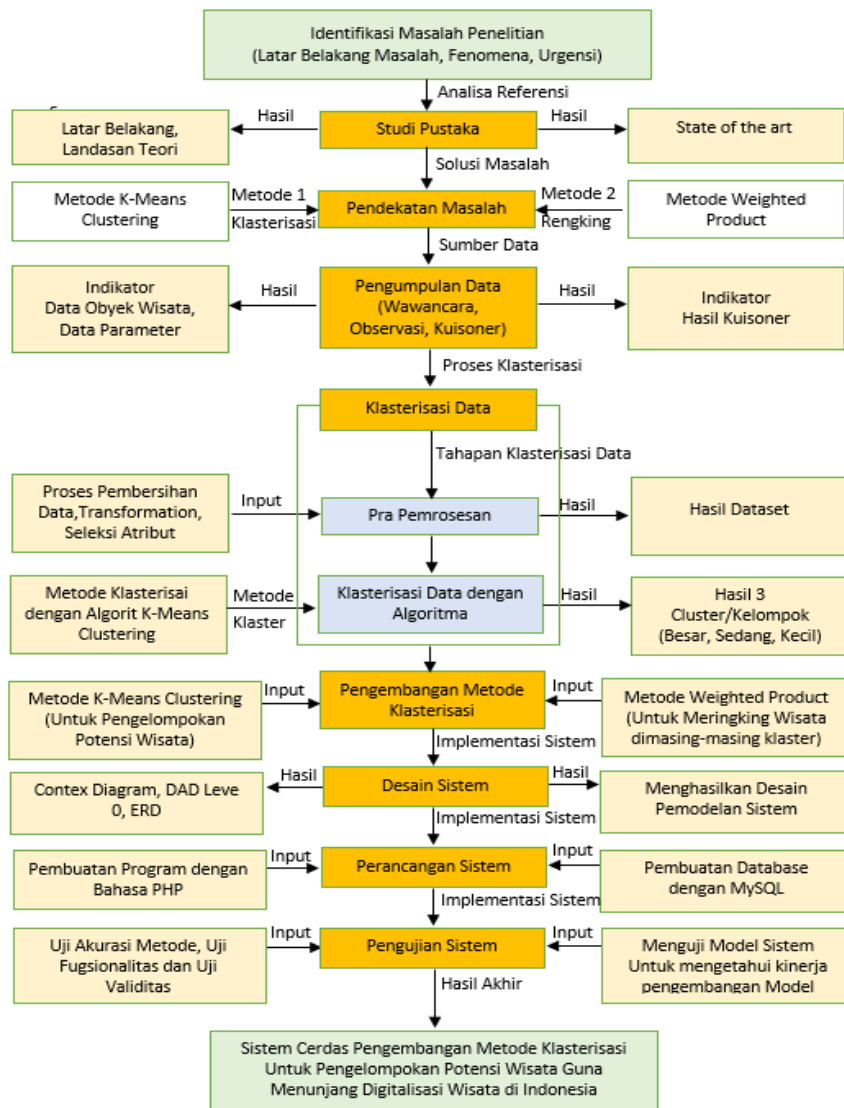 Identifikasi Masalah Penelitian
(Latar Belakang Masalah, Fenomena, Urgensi)
Analisa Referensi
Latar Belakang,
Landasan Teori
Hasil
Studi Pustaka
Hasil
State of the art
Solusi Masalah
Metode K-Means
Clustering
Metode 1
Klasterisasi
Pendekatan Masalah
Metode 2
Rengking
Metode Weighted
Product
Sumber Data
Indikator
Data Obyek Wisata,
Data Parameter
Hasil
Pengumpulan Data
(Wawancara,
Observasi, Kuisoner)
Hasil
Indikator
Hasil Kuisoner
Proses Klasterisasi
Klasterisasi Data
Tahapan Klasterisasi Data
Proses Pembersihan
Data,Transformation,
Seleksi Atribut
Input
Pra Pemrosesan
Hasil
Hasil Dataset
Metode Klasterisai
dengan Algorit K-Means
Clustering
Metode
Klaster
Klasterisasi Data dengan
Algoritma
Hasil
Hasil 3
Cluster/Kelompok
(Besar, Sedang, Kecil)
Metode K-Means Clustering
(Untuk Pengelompokan
Potensi Wisata)
Input
Pengembangan Metode
Klasterisasi
Input
Metode Weighted Product
(Untuk Meringking Wisata
dimasing-masing klaster)
Implementasi Sistem
Contex Diagram, DAD Leve
0, ERD
Hasil
Desain Sistem
Hasil
Menghasilkan Desain
Pemodelan Sistem
Implementasi Sistem
Pembuatan Program dengan
Bahasa PHP
Input
Perancangan Sistem
Input
Pembuatan Database
dengan MySQL
Implementasi Sistem
Uji Akurasi Metode, Uji
Fugsionalitas dan Uji
Validitas
Input
Pengujian Sistem
Input
Menguji Model Sistem
Untuk mengetahui kinerja
pengembangan Model
Hasil Akhir
Sistem Cerdas Pengembangan Metode Klasterisasi
Untuk Pengelompokan Potensi Wisata Guna
Menunjang Digitalisasi Wisata di Indonesia